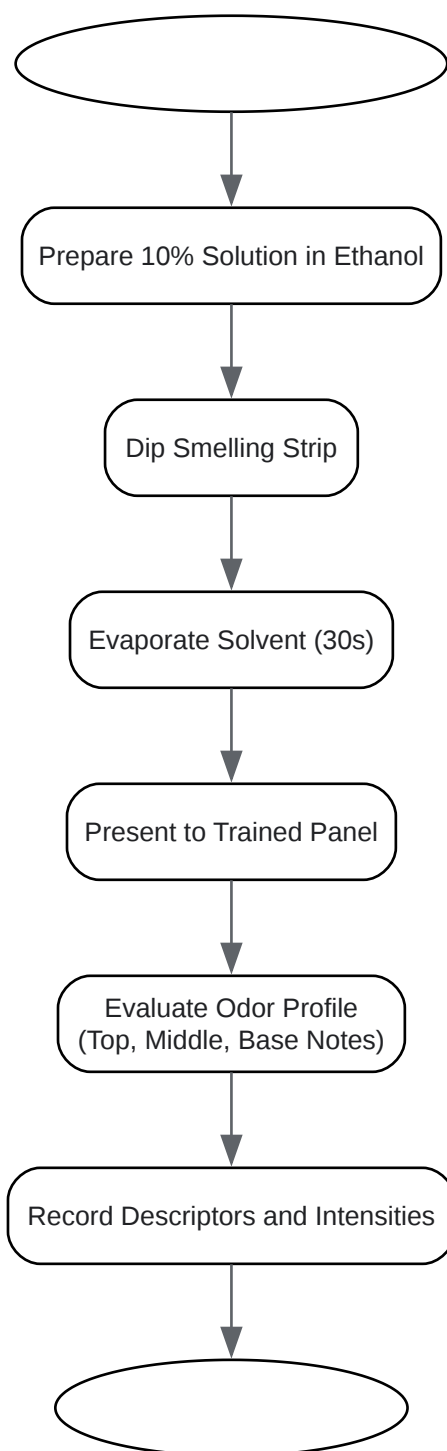 Prepare 10% Solution in Ethanol
Dip Smelling Strip
Evaporate Solvent (30s)
Present to Trained Panel
Evaluate Odor Profile
(Top, Middle, Base Notes)
Record Descriptors and Intensities